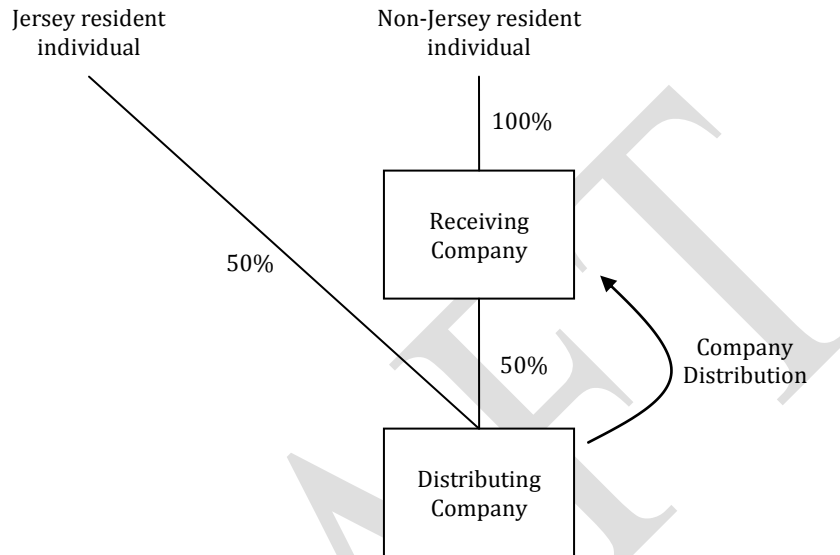 Jersey resident
individual
Non-Jersey resident
individual
100%
Receiving
Company
50%
50%
Company
Distribution
Distributing
Company